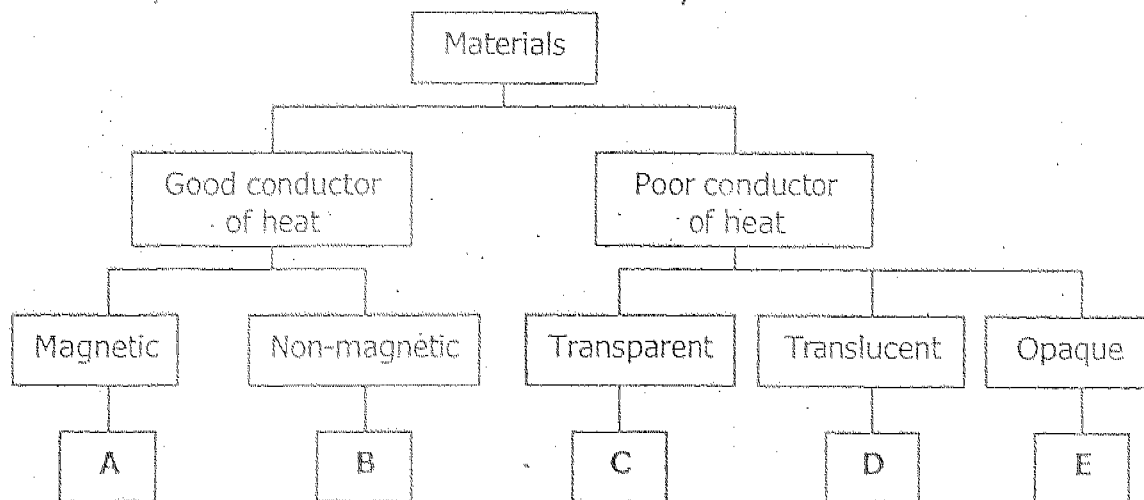 Materials
Good conductor
of heat
Poor conductor
of heat
Magnetic
Non-magnetic
Transparent
Translucent
Opaque
A
B
C
D
E